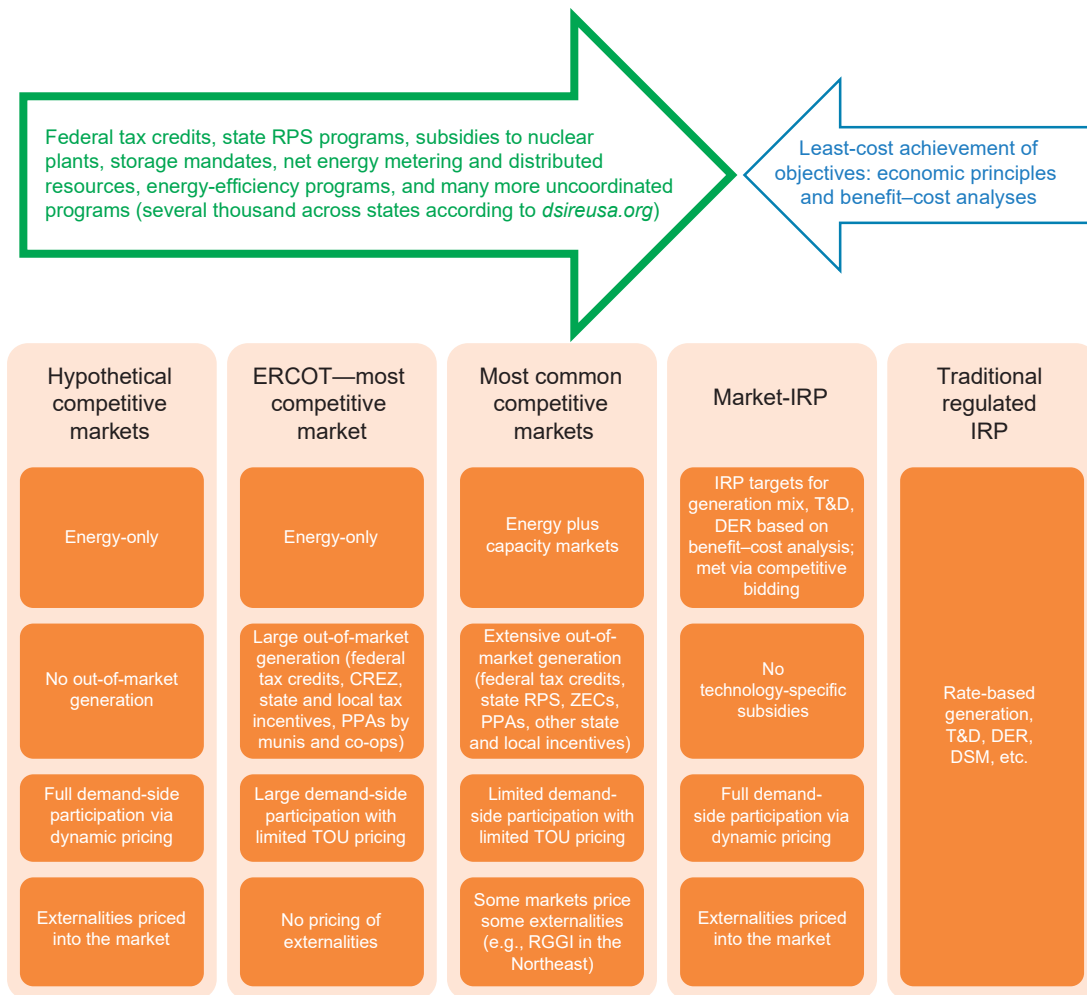 Federal tax credits, state RPS programs, subsidies to nuclear
plants, storage mandates, net energy metering and distributed
resources, energy-efficiency programs, and many more uncoordinated
programs (several thousand across states according to dsireusa.org)
Least-cost achievement of
objectives: economic principles
and benefit–cost analyses
Hypothetical
competitive
markets
Energy-only
No out-of-market
generation
Full demand-side
participation via
dynamic pricing
Externalities priced
into the market
ERCOT—most
competitive
market
Energy-only
Large out-of-market
generation (federal
tax credits, CREZ,
state and local tax
incentives, PPAs by
munis and co-ops)
Large demand-side
participation with
limited TOU pricing
No pricing of
externalities
Most common
competitive
markets
Energy plus
capacity markets
Extensive out-of-
market generation
(federal tax credits,
state RPS, ZECs,
PPAs, other state
and local incentives)
Limited demand-
side participation with
limited TOU pricing
Some markets price
some externalities
(e.g., RGGI in the
Northeast)
Market-IRP
IRP targets for
generation mix, T&D,
DER based on
benefit–cost analysis;
met via competitive
bidding
No
technology-specific
subsidies
Full demand-
side participation via
dynamic pricing
Externalities priced
into the market
Traditional
regulated
IRP
Rate-based
generation,
T&D, DER,
DSM, etc.